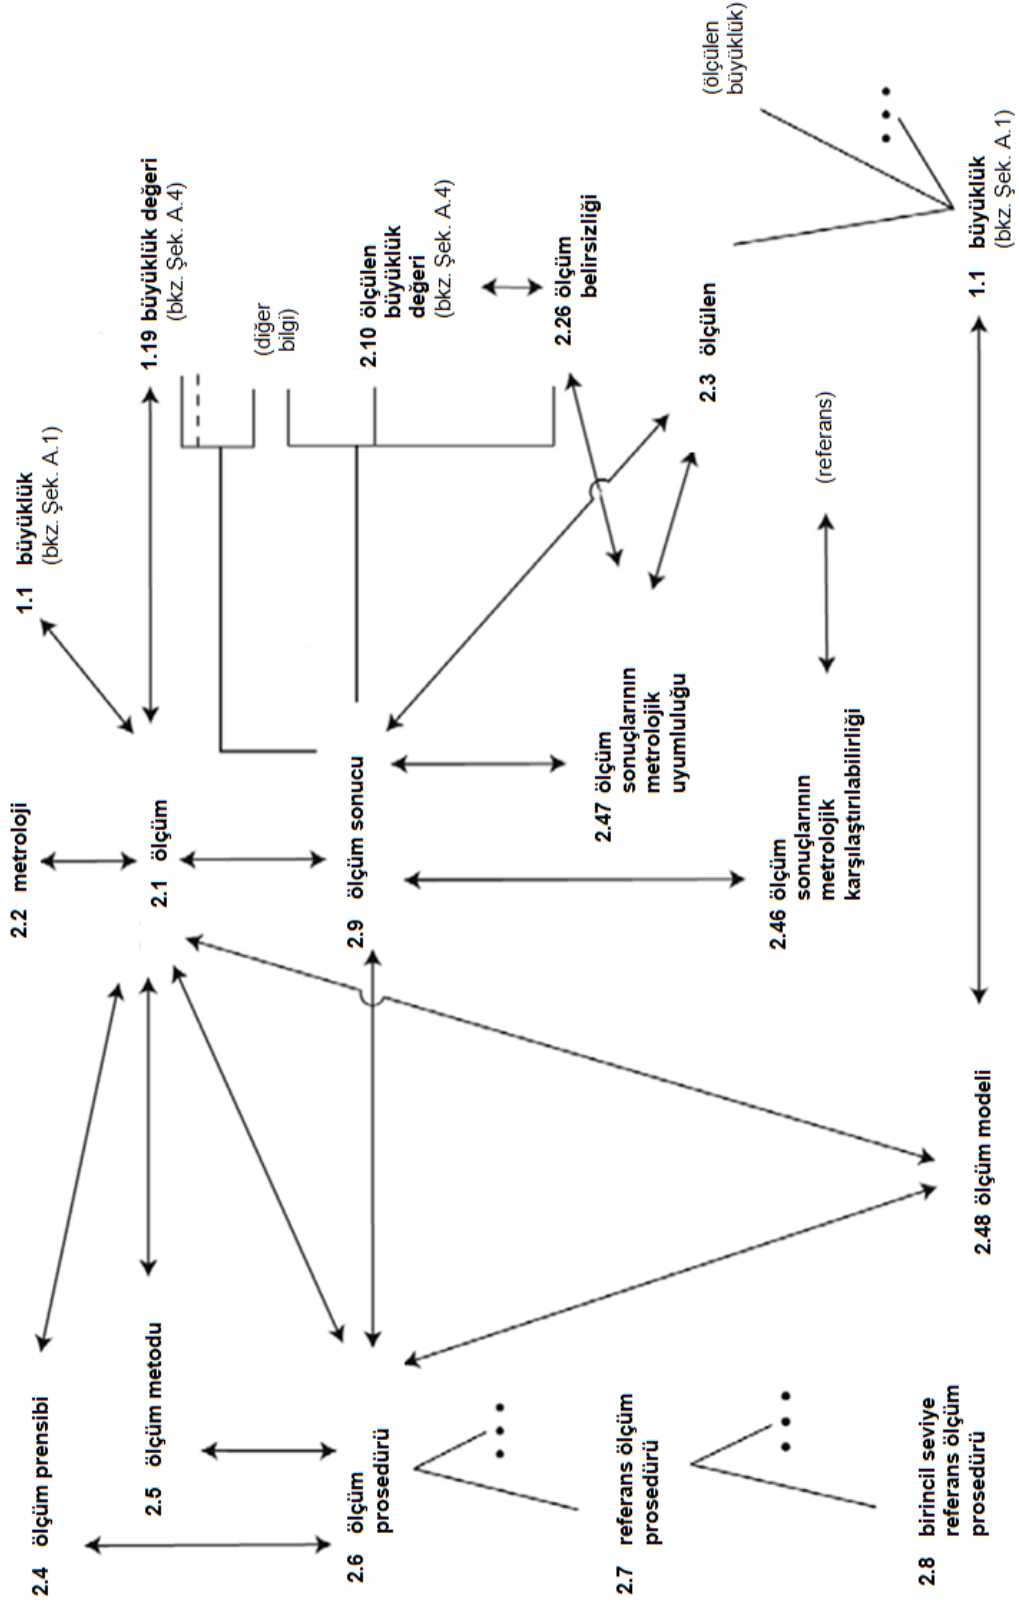 2.4 ölçüm prensibi
2.2 metroloji
1.1 büyüklük
(bkz. Şek. A.1)
2.5 ölçüm metodu
2.1 ölçüm
1.19 büyüklük değeri
(bkz. Şek. A.4)
(diğer
bilgi)
2.6 ölçüm
prosedürü
2.9 ölçüm sonucu
2.10 ölçülen
büyüklük
değeri
(bkz. Şek. A.4)
2.26 ölçüm
belirsizliği
2.7 referans ölçüm
prosedürü
2.47 ölçüm
sonuçlarının
metrolojik
uyumluluğu
2.3 ölçülen
(ölçülen
büyüklük)
2.46 ölçüm
sonuçlarının
metrolojik
karşılaştırılabilirliği
(referans)
2.8 birincil seviye
referans ölçüm
prosedürü
2.48 ölçüm modeli
1.1 büyüklük
(bkz. Şek. A.1)